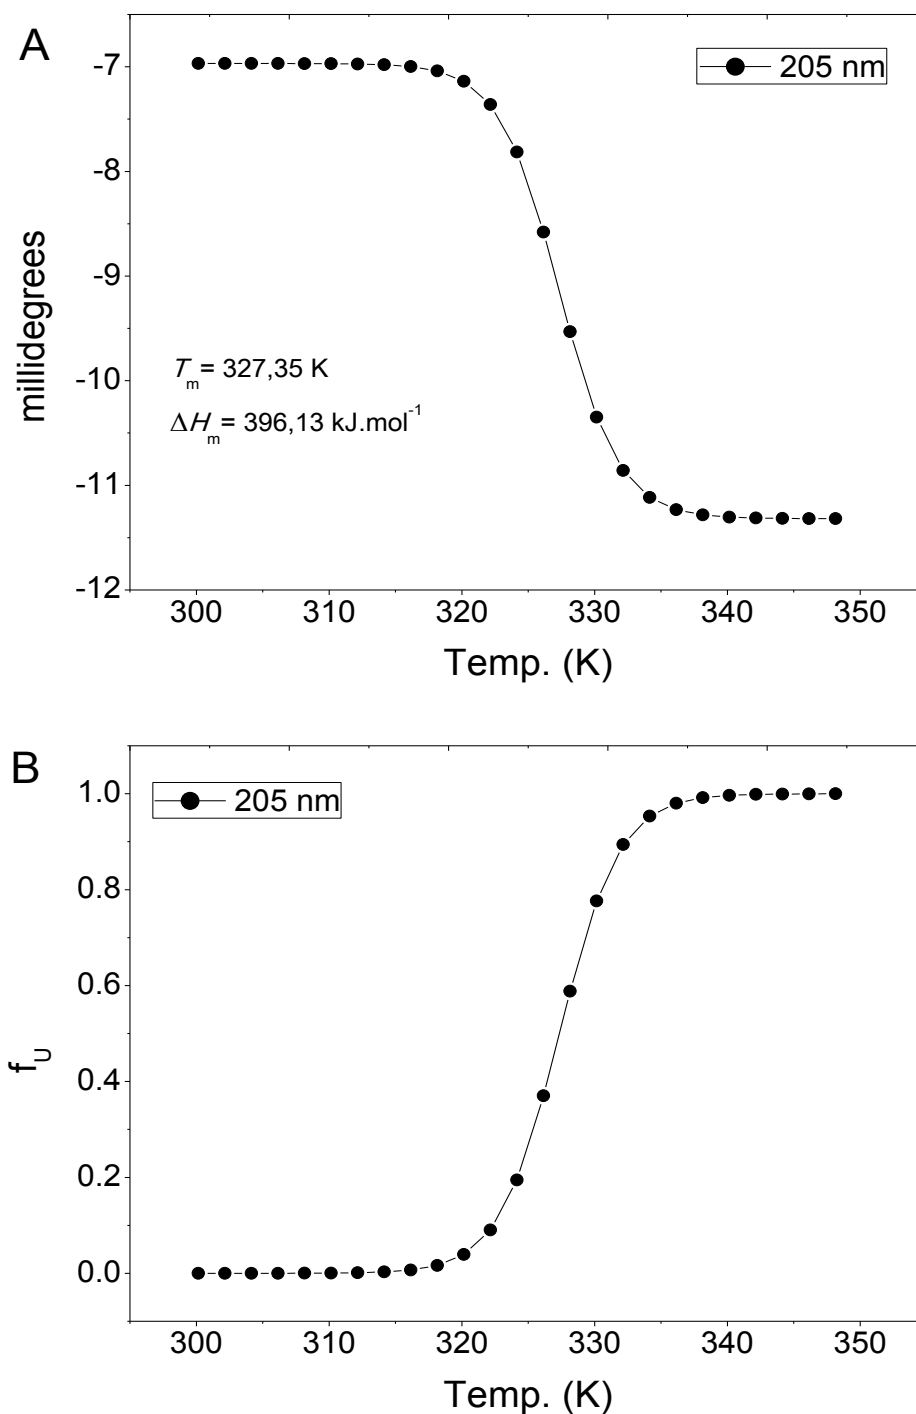 A
205 nm
-7
-8
-9
-10
-11
-12
millidegrees
Tm= 327,35 K
ΔHm= 396,13 kJ.mol-1
300 310 320 330 340 350
Temp. (K)
B
205 nm
1.0
0.8
0.6
0.4
0.2
0.0
fU
300 310 320 330 340 350
Temp. (K)